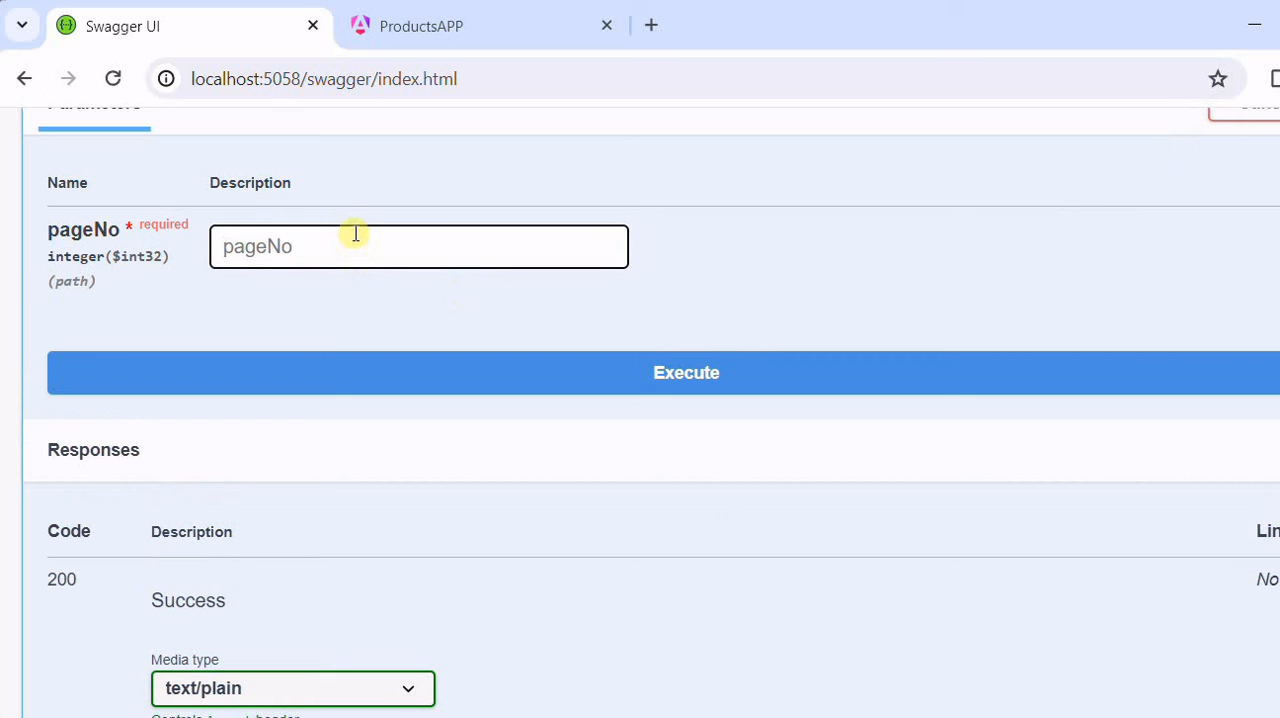 Swagger UI
ProductsAPP
localhost:5058/swagger/index.html
Parameters
Name
Description
pageNo * required
integer($int32)
(path)
pageNo
Execute
Responses
Code
Description
200
Success
Media type
text/plain